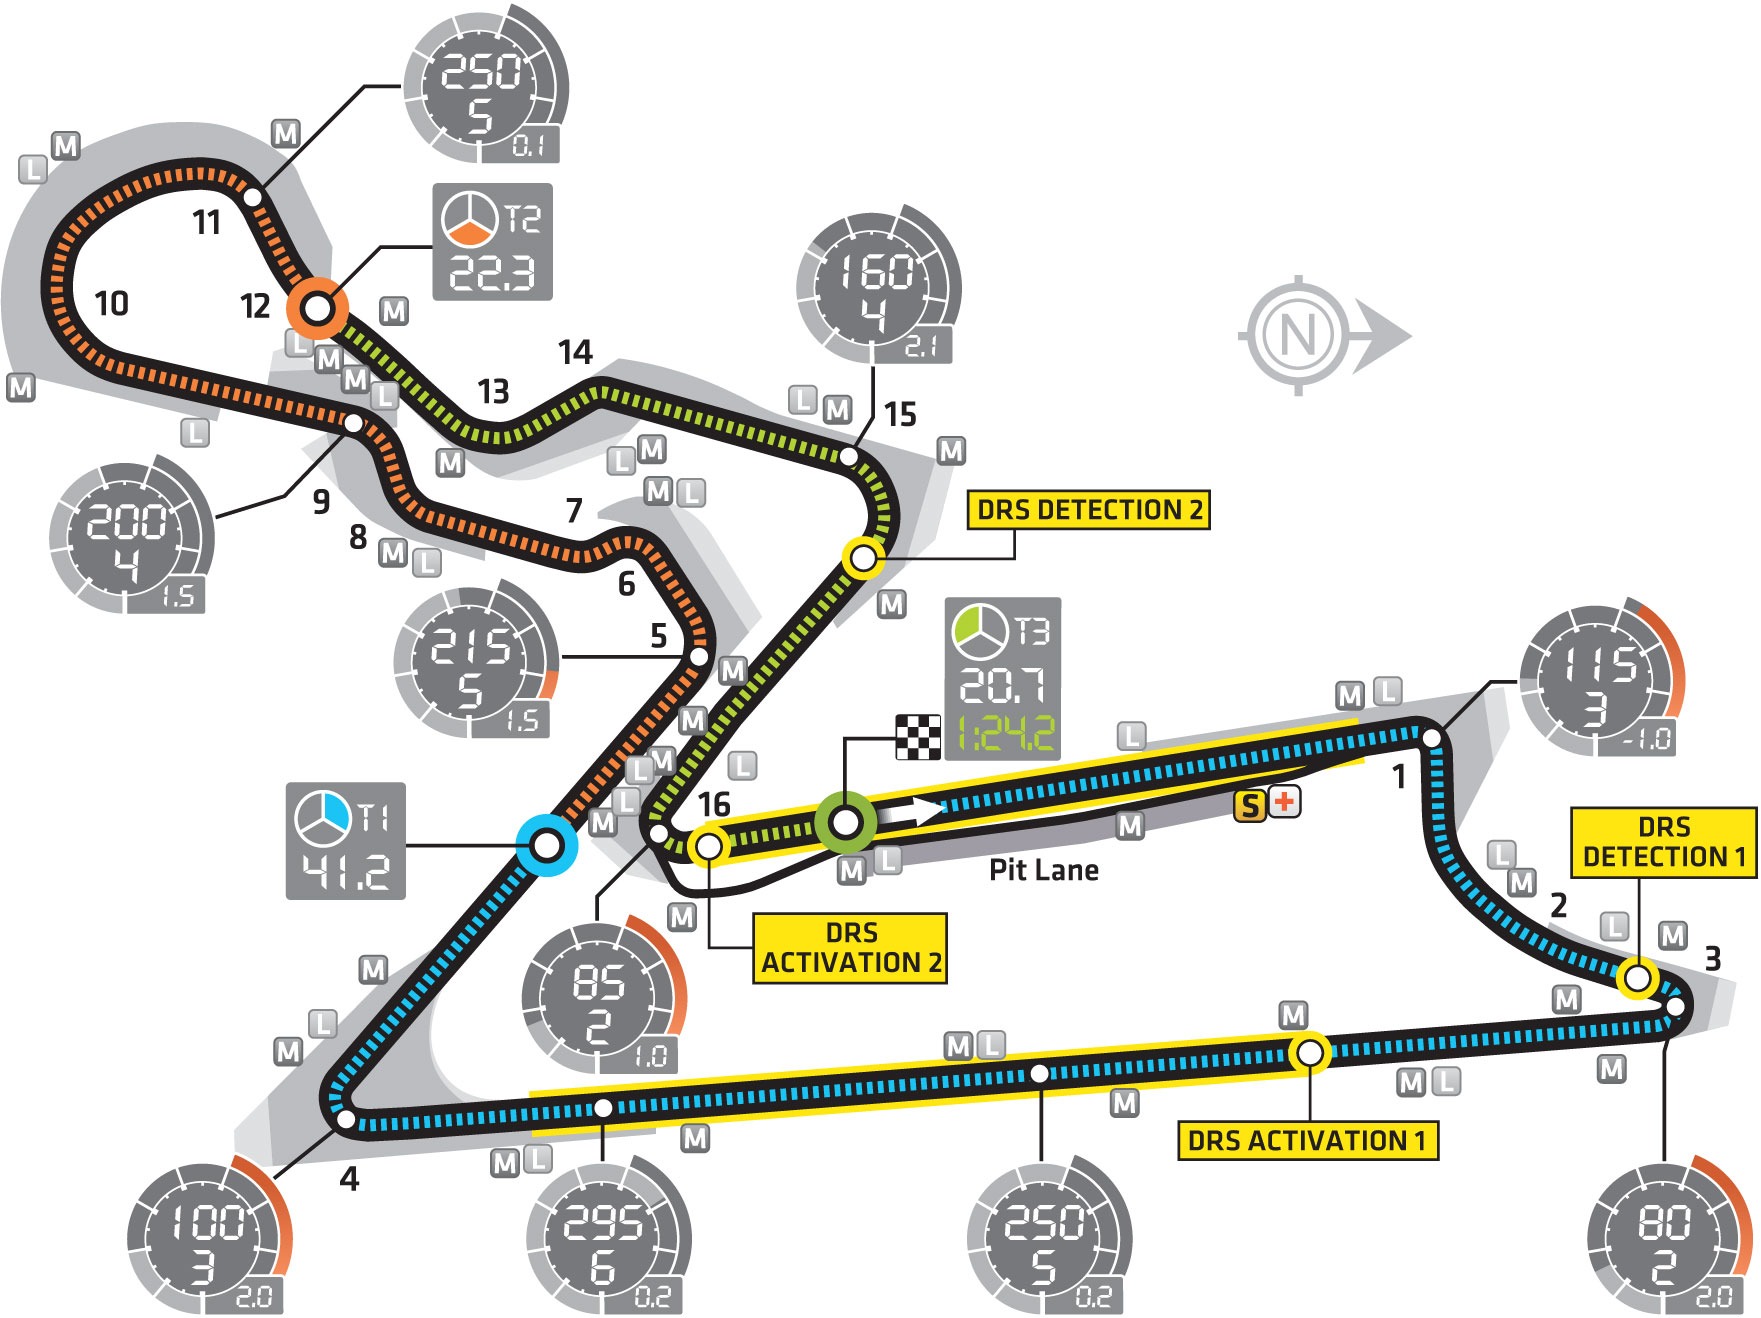 250
5
0.1
M
M
L
11
T2
22.3
10
12
M
L
M
M
L
M
L
160
4
2.1
14
13
L
M
15
M
M
L
M
M
L
N
200
4
1.5
9
8
M
L
7
6
DRS DETECTION 2
M
215
5
1.5
5
M
M
M
L
L
M
L
T3
20.7
1:24.2
16
L
M
L
115
3
-1.0
1
S
M
M
L
Pit Lane
T1
41.2
DRS
DETECTION 1
L
M
2
L
M
3
M
DRS
ACTIVATION 2
85
2
1.0
M
L
M
M
L
M
M
M
L
M
M
DRS ACTIVATION 1
M
M
L
4
100
3
2.0
295
6
0.2
250
5
0.2
80
2
2.0